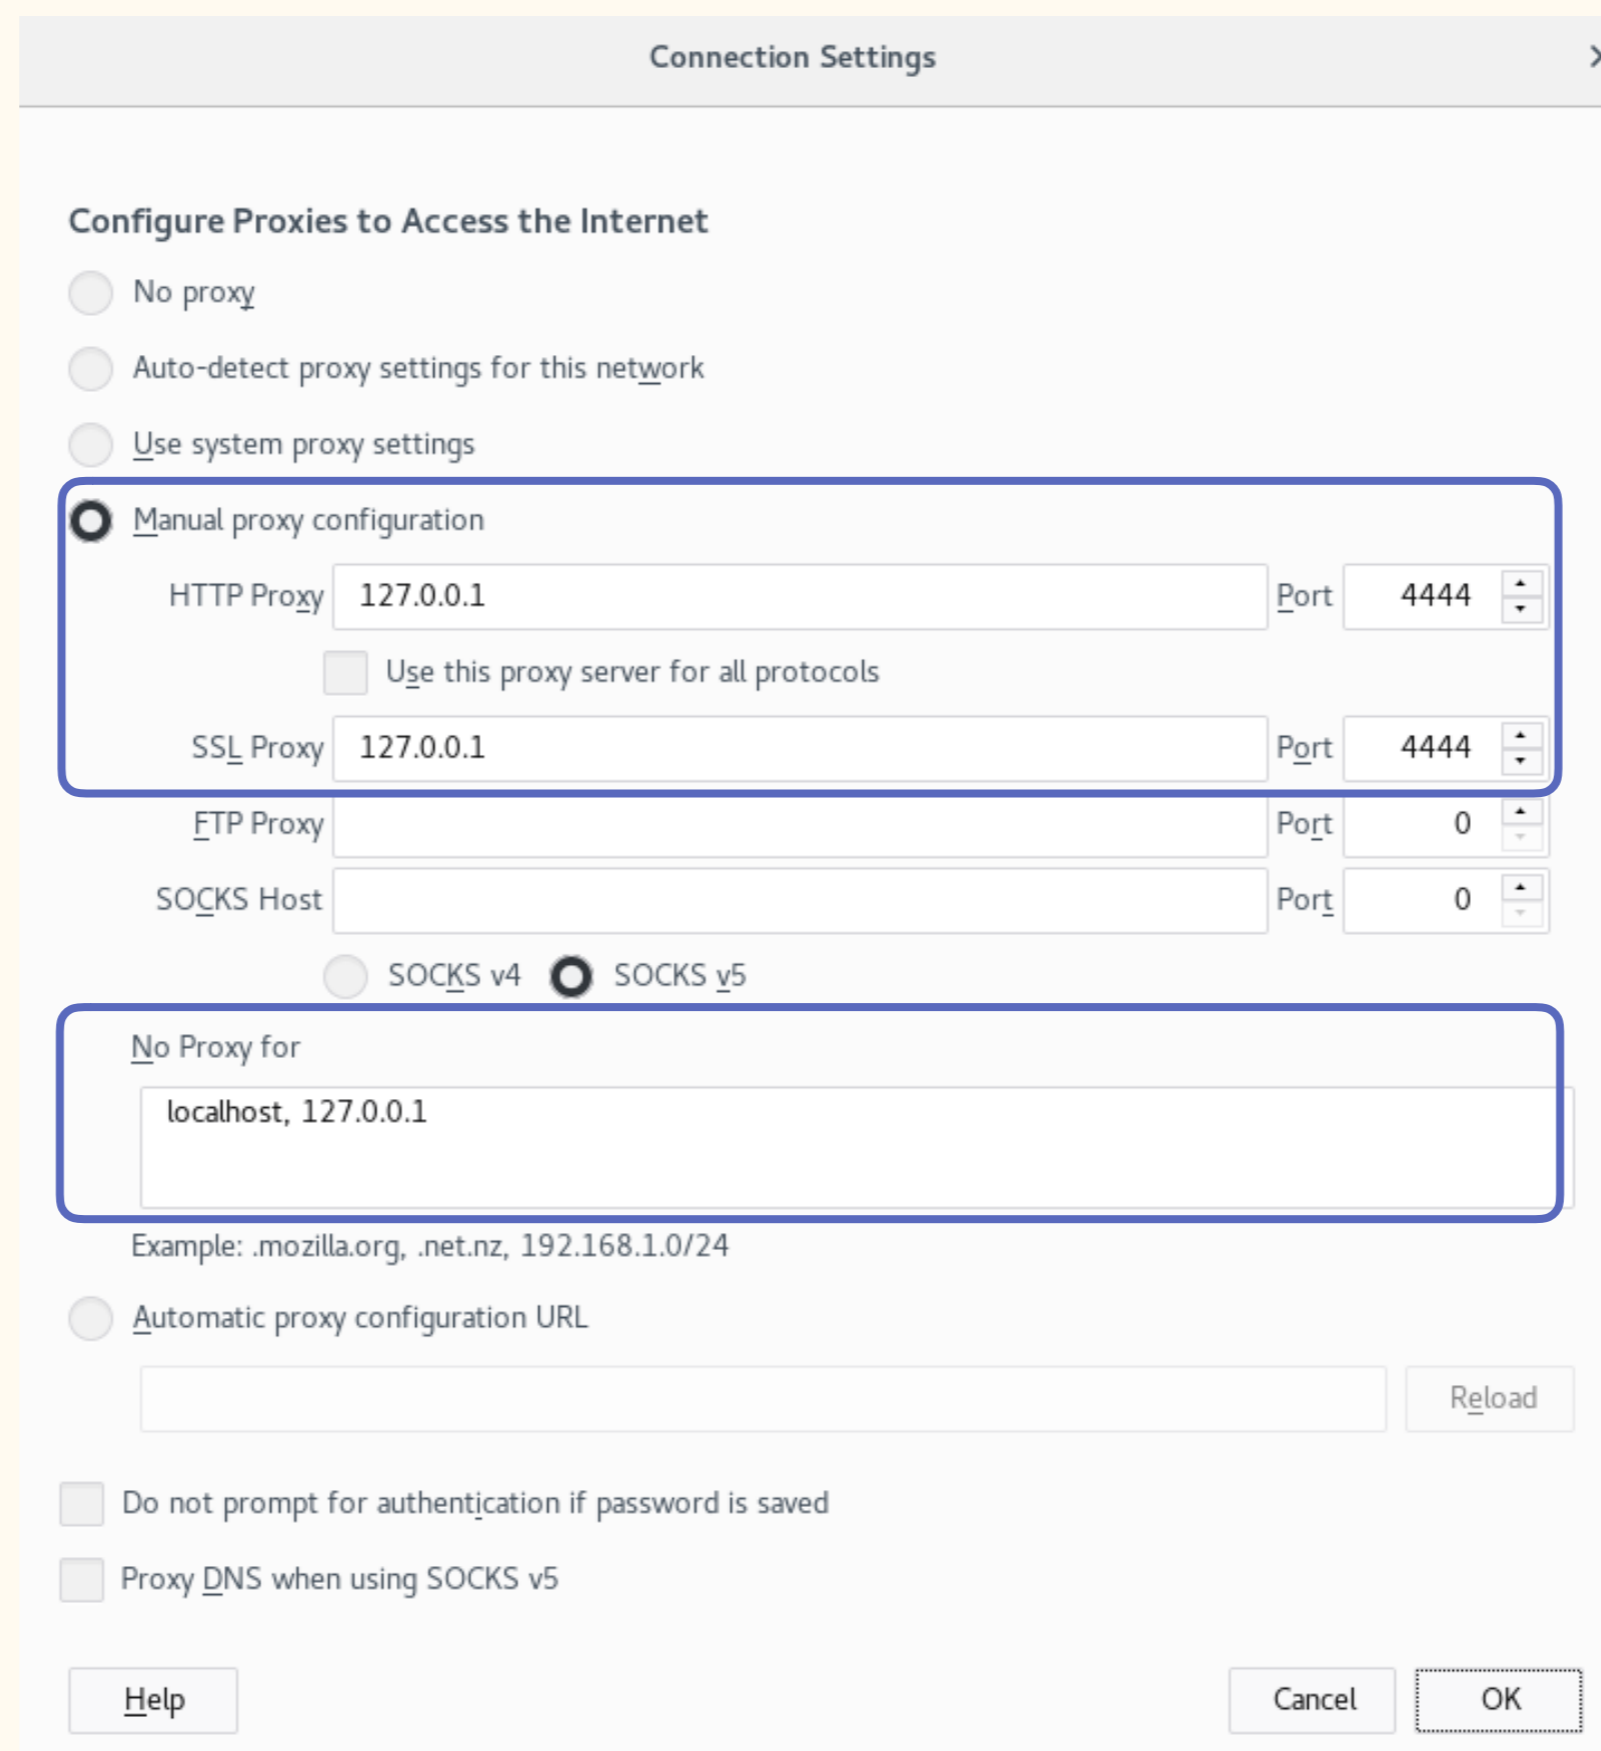 Connection Settings
Configure Proxies to Access the Internet
No proxy
Auto-detect proxy settings for this network
Use system proxy settings
Manual proxy configuration
HTTP Proxy 127.0.0.1 Port 4444
Use this proxy server for all protocols
SSL Proxy 127.0.0.1 Port 4444
FTP Proxy Port 0
SOCKS Host Port 0
SOCKS v4 SOCKS v5
No Proxy for
localhost, 127.0.0.1
Example: .mozilla.org, .net.nz, 192.168.1.0/24
Automatic proxy configuration URL
Reload
Do not prompt for authentication if password is saved
Proxy DNS when using SOCKS v5
Help Cancel OK